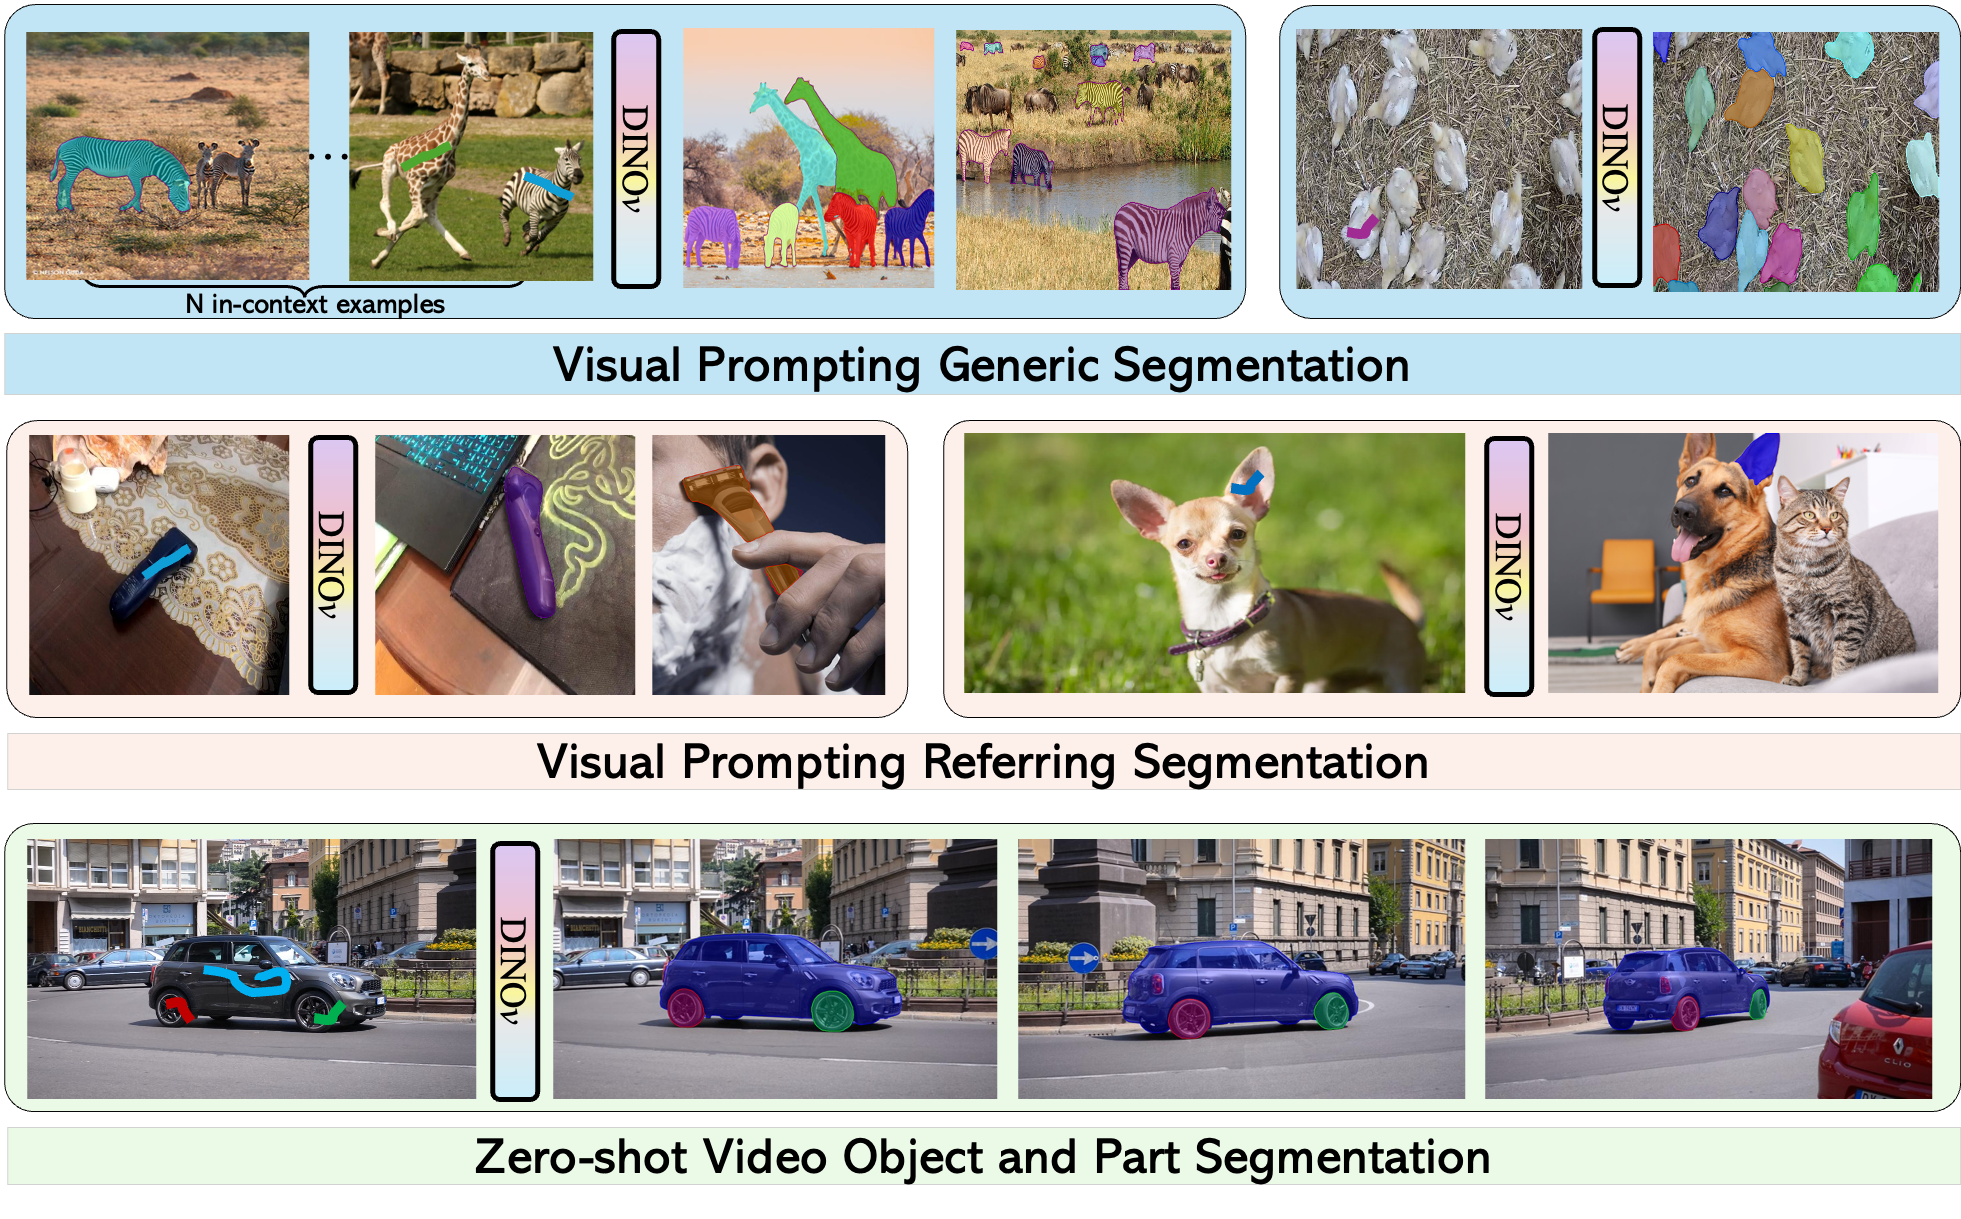 DINOv
DINOv
N in-context examples
Visual Prompting Generic Segmentation
DINOv
DINOv
Visual Prompting Referring Segmentation
DINOv
CLIO
Zero-shot Video Object and Part Segmentation